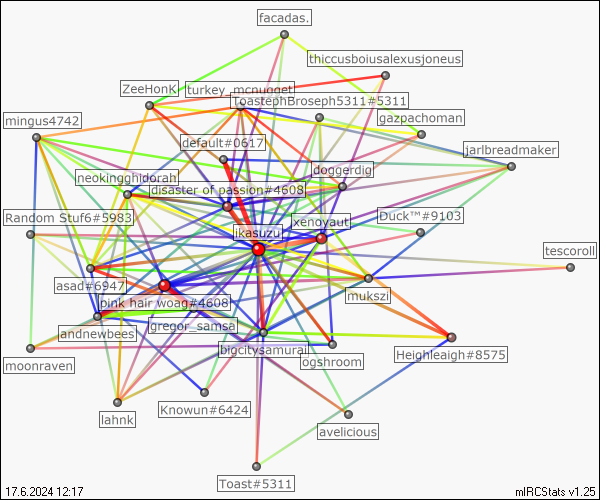 facadas.
thiccusboiusalexusjoneus
ZeeHonK
turkey_mcnugget
ToastephBroseph5311#5311
gazpachoman
mingus4742
default#0617
jarlbreadmaker
doggerdig
neokingghidorah
disaster of passion#4608
Random Stuf6#5983
xenoyaut
Duck™#9103
ikasuzu
tescoroll
asad#6947
pink hair woag#4608
mukszi
andnewbees
gregor_samsa
bigcitysamurai
Heighleaigh#8575
moonraven
ogshroom
Knowun#6424
lahnk
avelicious
Toast#5311
17.6.2024 12:17
mIRCStats v1.25